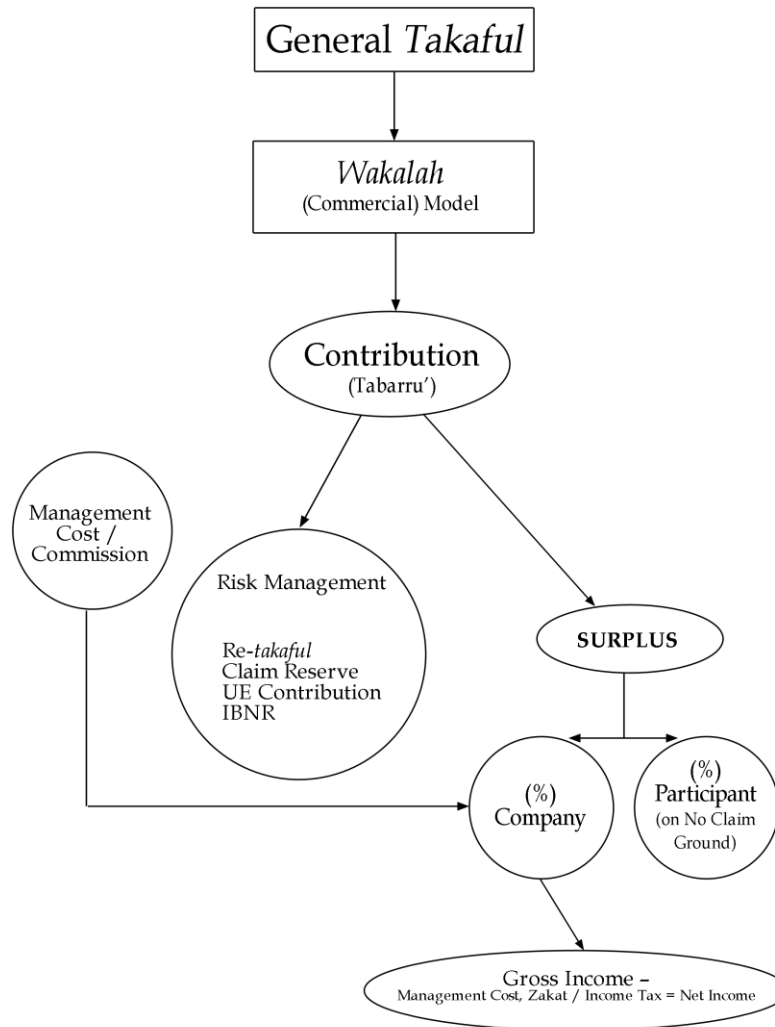 General Takaful
Wakalah
(Commercial) Model
Contribution
(Tabarru’)
Management
Cost /
Commission
Risk Management
Re-takaful
Claim Reserve
UE Contribution
IBNR
SURPLUS
(%)
Company
(%)
Participant
(on No Claim
Ground)
Gross Income –
Management Cost, Zakat / Income Tax = Net Income